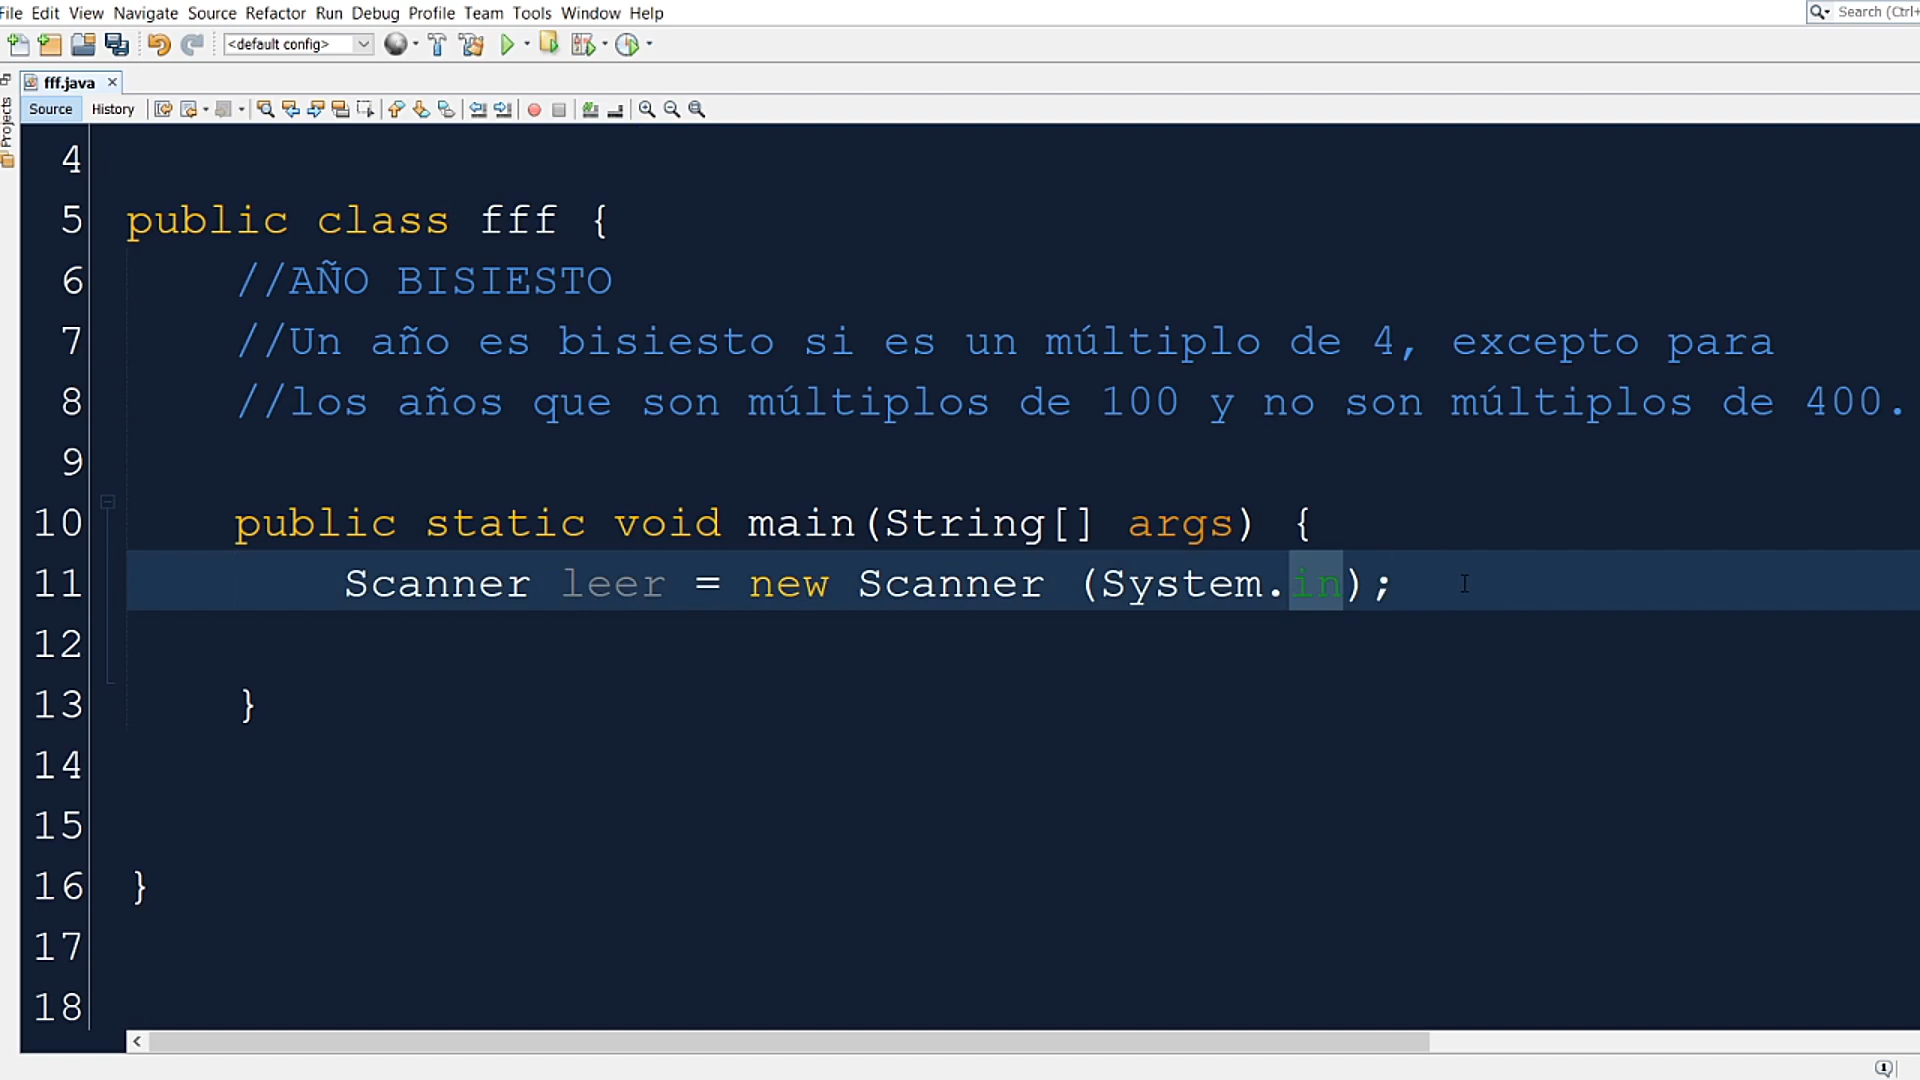 File Edit View Navigate Source Refactor Run Debug Profile Team Tools Window Help
Search (Ctrl+
<default config>
fff.java
Projects
Source History
4
5 public class fff {
6 //AÑO BISIESTO
7 //Un año es bisiesto si es un múltiplo de 4, excepto para
8 //los años que son múltiplos de 100 y no son múltiplos de 400.
9
10 public static void main(String[] args) {
11 Scanner leer = new Scanner (System.in);
12
13 }
14
15
16 }
17
18